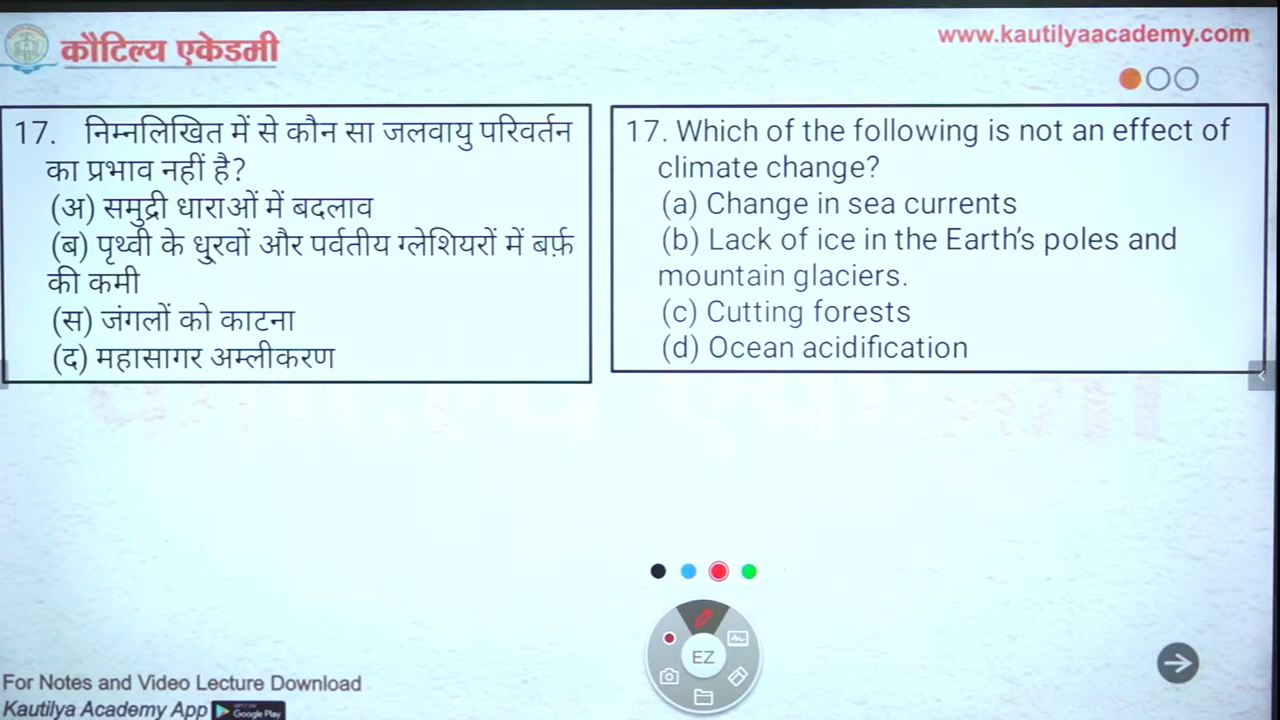 कौटिल्य एकेडमी
www.kautilyaacademy.com
17. निम्नलिखित में से कौन सा जलवायु परिवर्तन
का प्रभाव नहीं है?
(अ) समुद्री धाराओं में बदलाव
(ब) पृथ्वी के धु्रवों और पर्वतीय ग्लेशियरों में बर्फ़
की कमी
(स) जंगलों को काटना
(द) महासागर अम्लीकरण
17. Which of the following is not an effect of
climate change?
(a) Change in sea currents
(b) Lack of ice in the Earth's poles and
mountain glaciers.
(c) Cutting forests
(d) Ocean acidification
EZ
For Notes and Video Lecture Download
Kautilya Academy App
Google Play